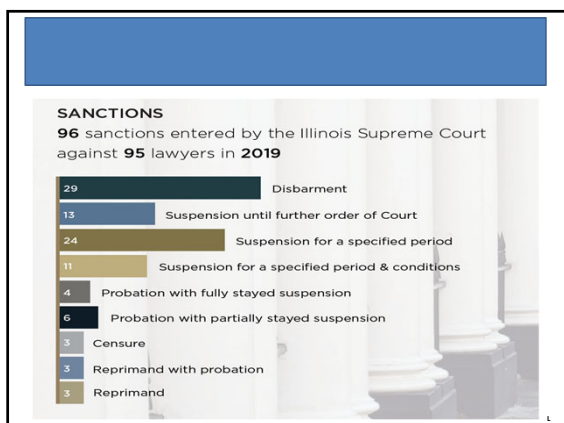 SANCTIONS
96 sanctions entered by the Illinois Supreme Court
against 95 lawyers in 2019
29 Disbarment
13 Suspension until further order of Court
24 Suspension for a specified period
11 Suspension for a specified period & conditions
4 Probation with fully stayed suspension
6 Probation with partially stayed suspension
3 Censure
3 Reprimand with probation
3 Reprimand